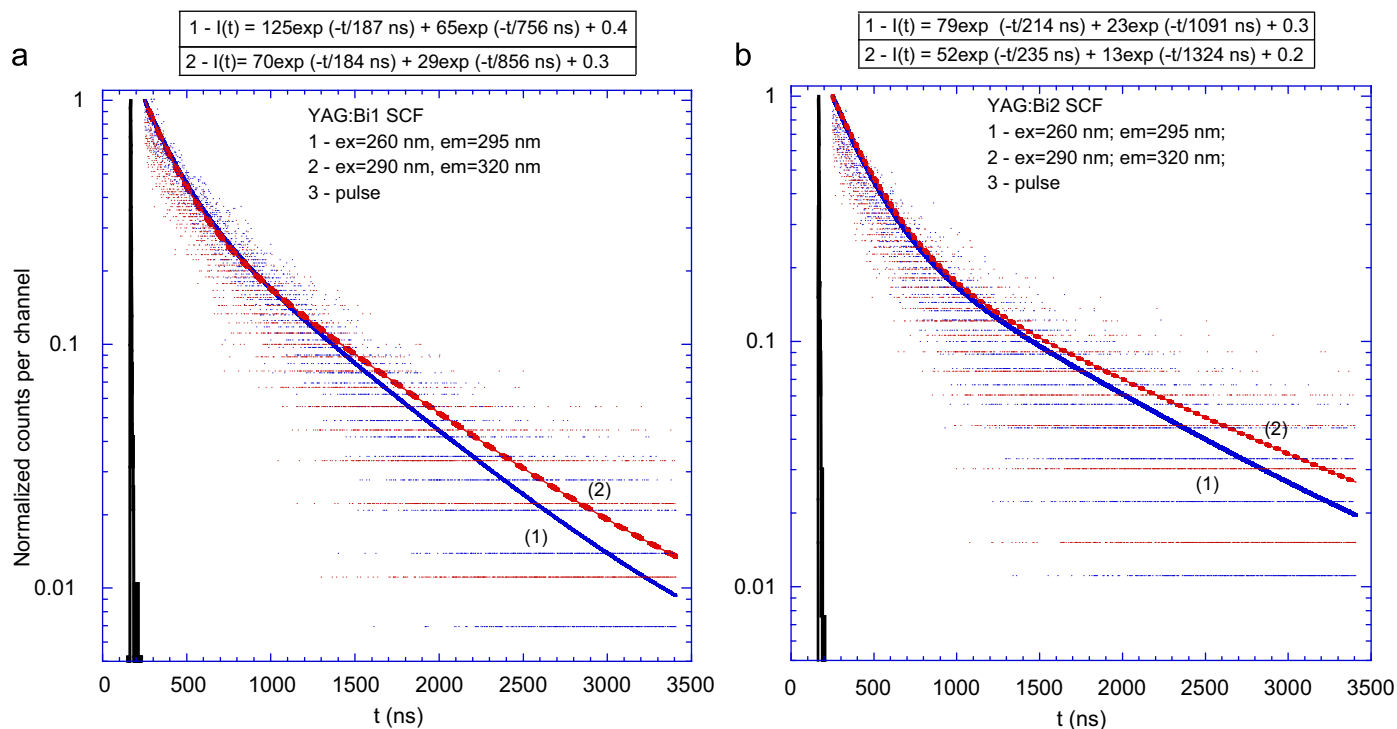 1 - I(t) = 125exp (-t/187 ns) + 65exp (-t/756 ns) + 0.4
2 - I(t)= 70exp (-t/184 ns) + 29exp (-t/856 ns) + 0.3
a
YAG:Bi1 SCF
1 - ex=260 nm, em=295 nm
2 - ex=290 nm, em=320 nm
3 - pulse
Normalized counts per channel
1
0.1
0.01
(2)
(1)
0 500 1000 1500 2000 2500 3000 3500
t (ns)
1 - I(t) = 79exp (-t/214 ns) + 23exp (-t/1091 ns) + 0.3
2 - I(t) = 52exp (-t/235 ns) + 13exp (-t/1324 ns) + 0.2
b
YAG:Bi2 SCF
1 - ex=260 nm; em=295 nm;
2 - ex=290 nm; em=320 nm;
3 - pulse
1
0.1
0.01
(2)
(1)
0 500 1000 1500 2000 2500 3000 3500
t (ns)